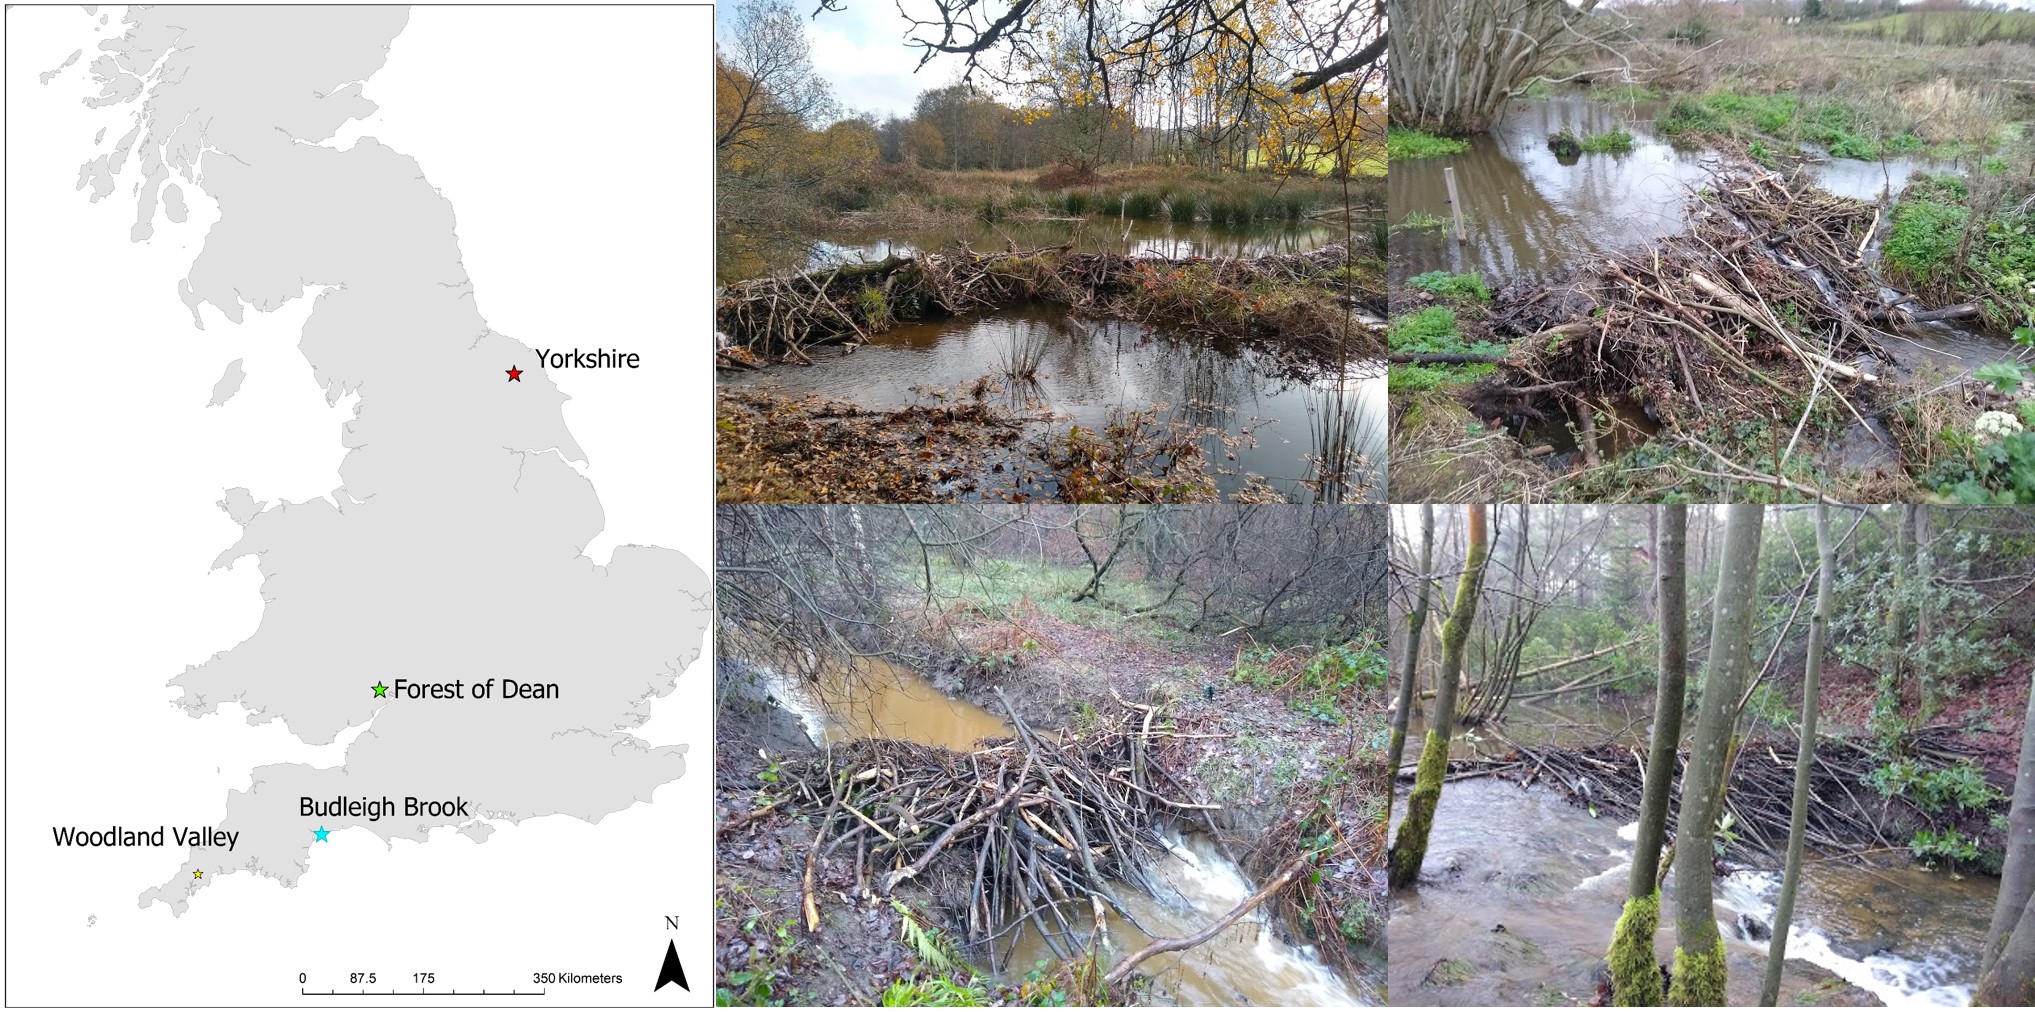 Yorkshire
Forest of Dean
Budleigh Brook
Woodland Valley
N
0 87.5 175 350 Kilometers